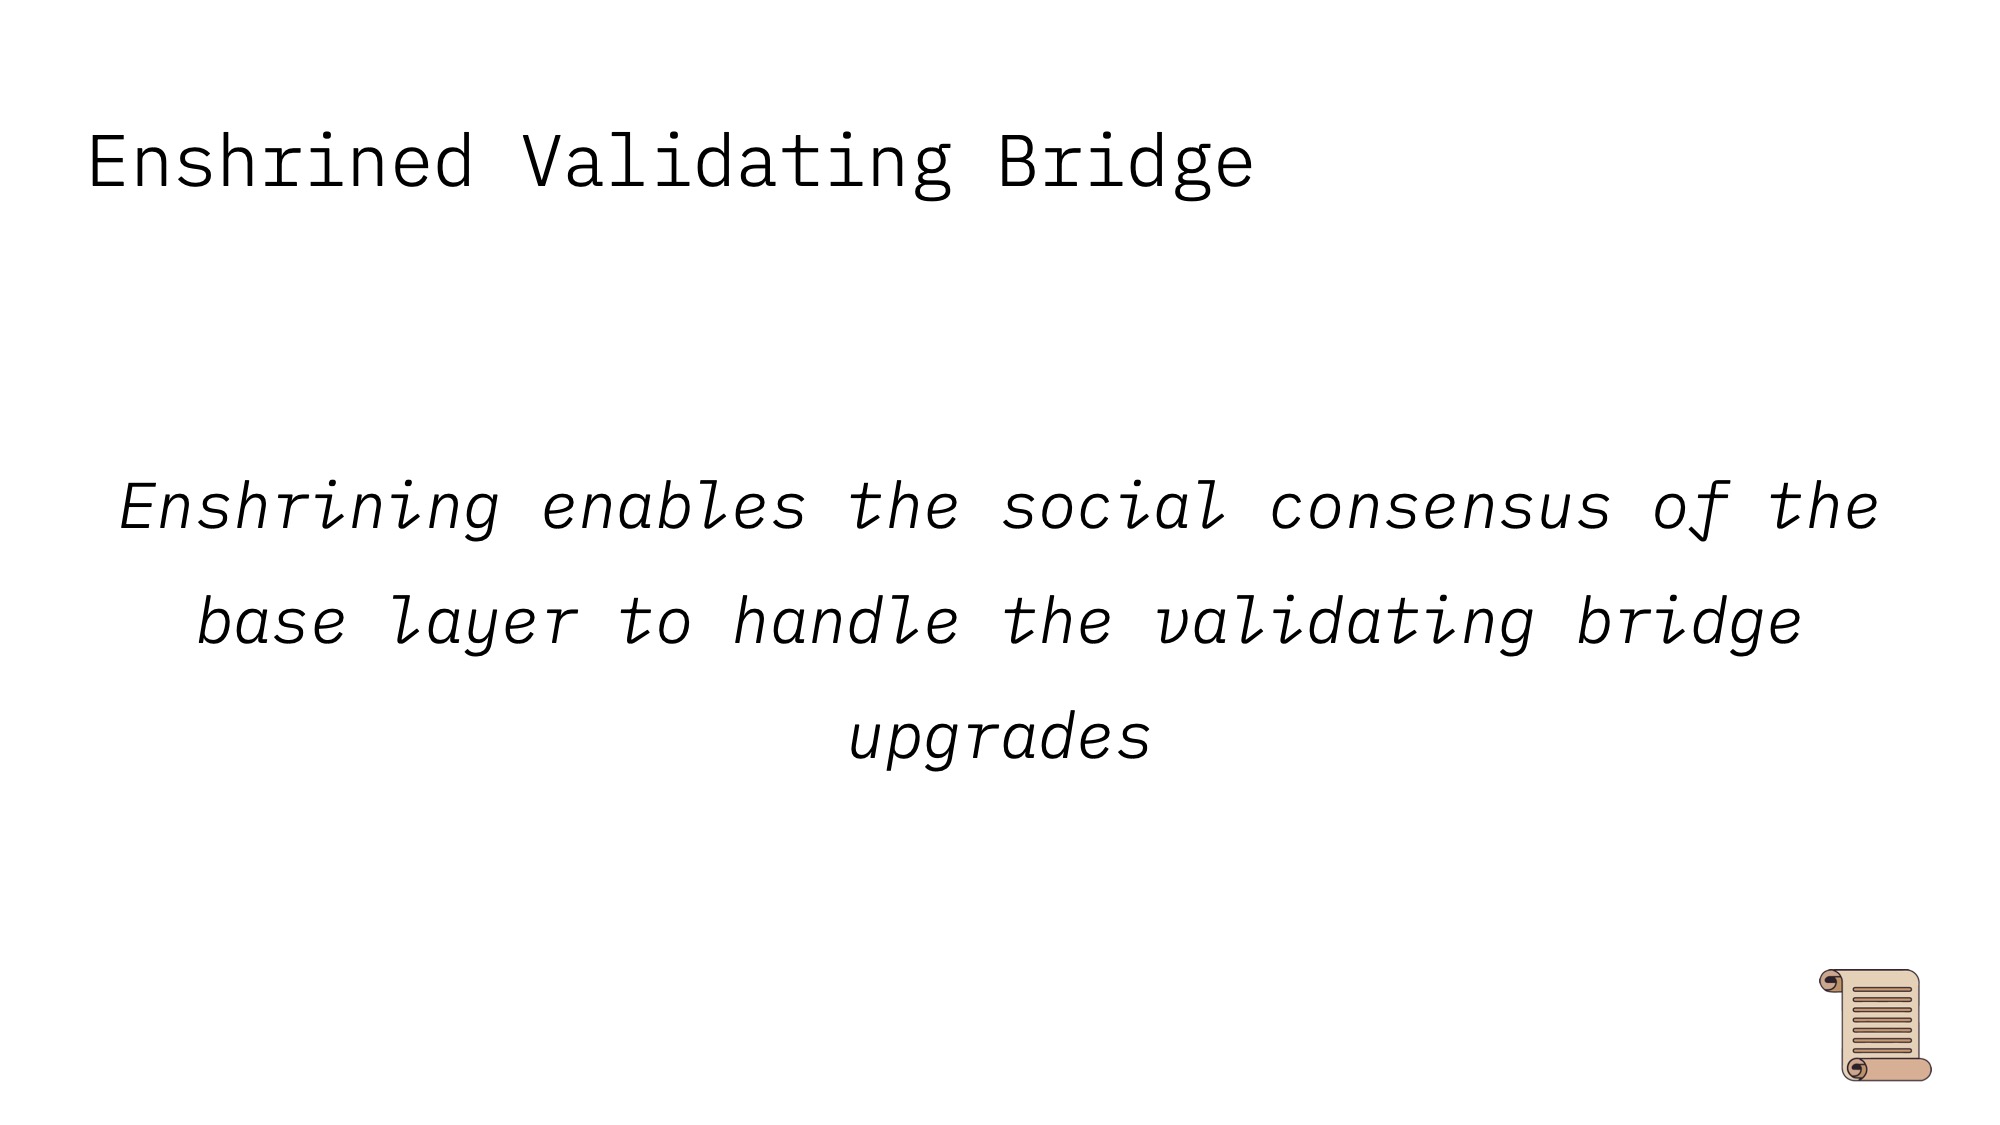 Enshrined Validating Bridge
Enshrining enables the social consensus of the
base layer to handle the validating bridge
upgrades